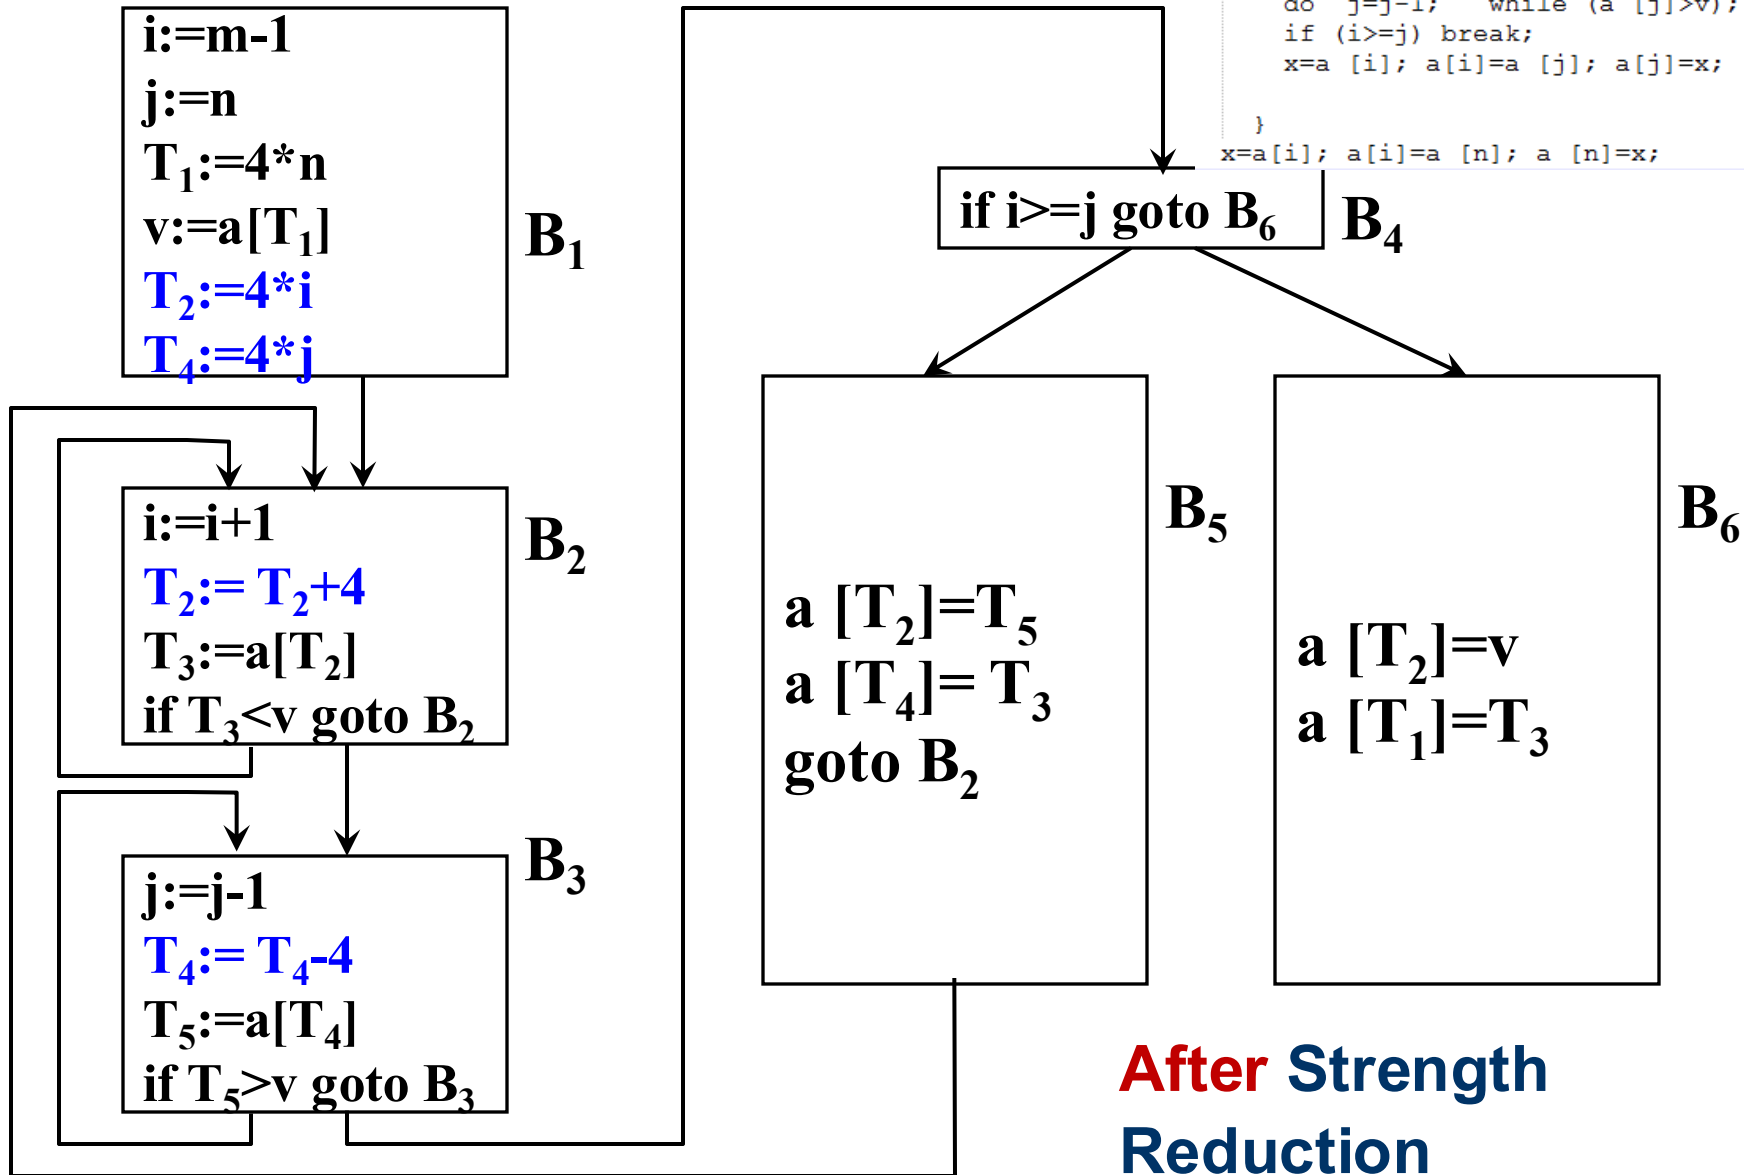 i:=m-1
j:=n
T₁:=4*n
v:=a[T₁]
T₂:=4*i
T₄:=4*j
B₁
i:=i+1
T₂:= T₂+4
T₃:=a[T₂]
if T₃<v goto B₂
B₂
j:=j-1
T₄:= T₄-4
T₅:=a[T₄]
if T₅>v goto B₃
B₃
do j=j-1; while (a [j]>v);
if (i>=j) break;
x=a [i]; a[i]=a [j]; a[j]=x;
}
x=a[i]; a[i]=a [n]; a [n]=x;
if i>=j goto B₆
B₄
a [T₂]=T₅
a [T₄]= T₃
goto B₂
B₅
a [T₂]=v
a [T₁]=T₃
B₆
After Strength
Reduction